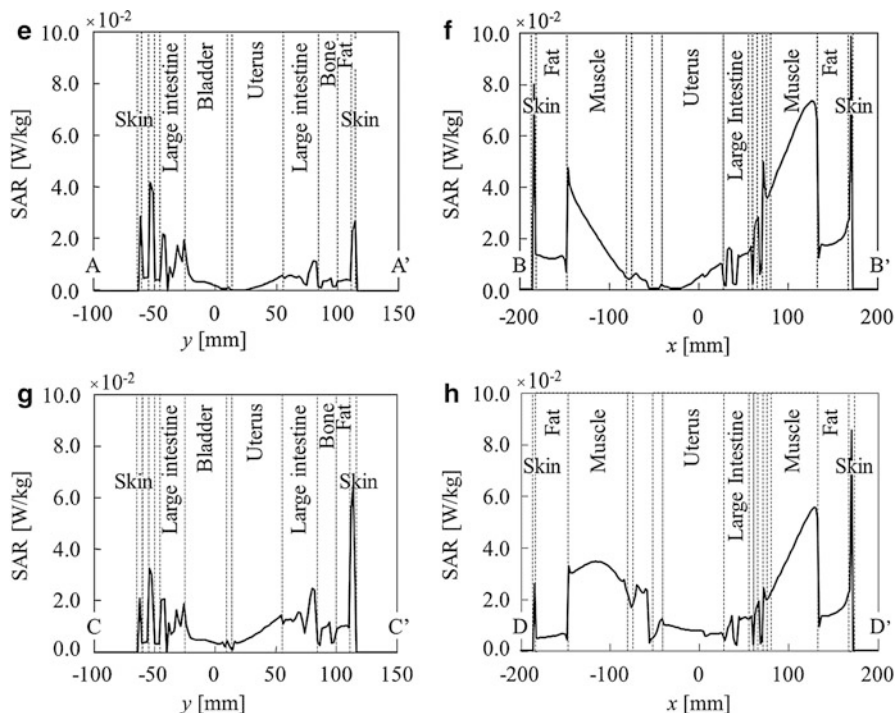 e
×10⁻²
10.0
8.0
6.0
4.0
2.0
0.0
SAR [W/kg]
Skin
Large intestine
Bladder
Uterus
Large intestine
Bone
Fat
Skin
A
A'
-100
-50
0
50
100
150
y [mm]
f
×10⁻²
10.0
8.0
6.0
4.0
2.0
0.0
SAR [W/kg]
Skin
Fat
Muscle
Uterus
Large Intestine
Muscle
Fat
Skin
B
B'
-200
-100
0
100
200
x [mm]
g
×10⁻²
10.0
8.0
6.0
4.0
2.0
0.0
SAR [W/kg]
Skin
Large intestine
Bladder
Uterus
Large intestine
Bone
Fat
Skin
C
C'
-100
-50
0
50
100
150
y [mm]
h
×10⁻²
10.0
8.0
6.0
4.0
2.0
0.0
SAR [W/kg]
Skin
Fat
Muscle
Uterus
Large Intestine
Muscle
Fat
Skin
D
D'
-200
-100
0
100
200
x [mm]